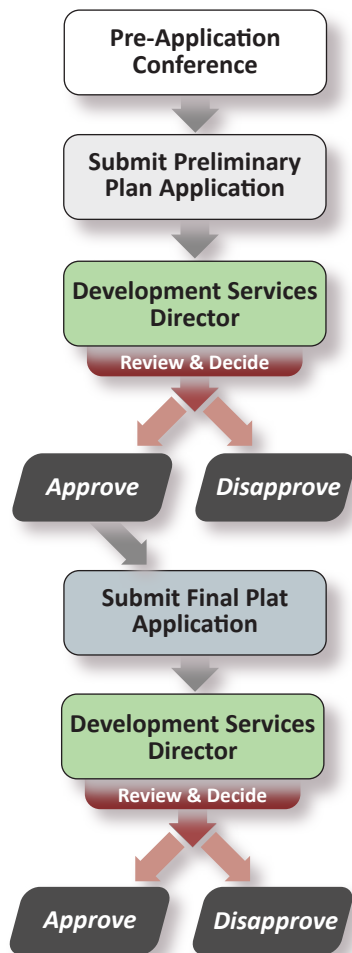 Pre-Application
Conference
Submit Preliminary
Plan Application
Development Services
Director
Review & Decide
Approve
Disapprove
Submit Final Plat
Application
Development Services
Director
Review & Decide
Approve
Disapprove